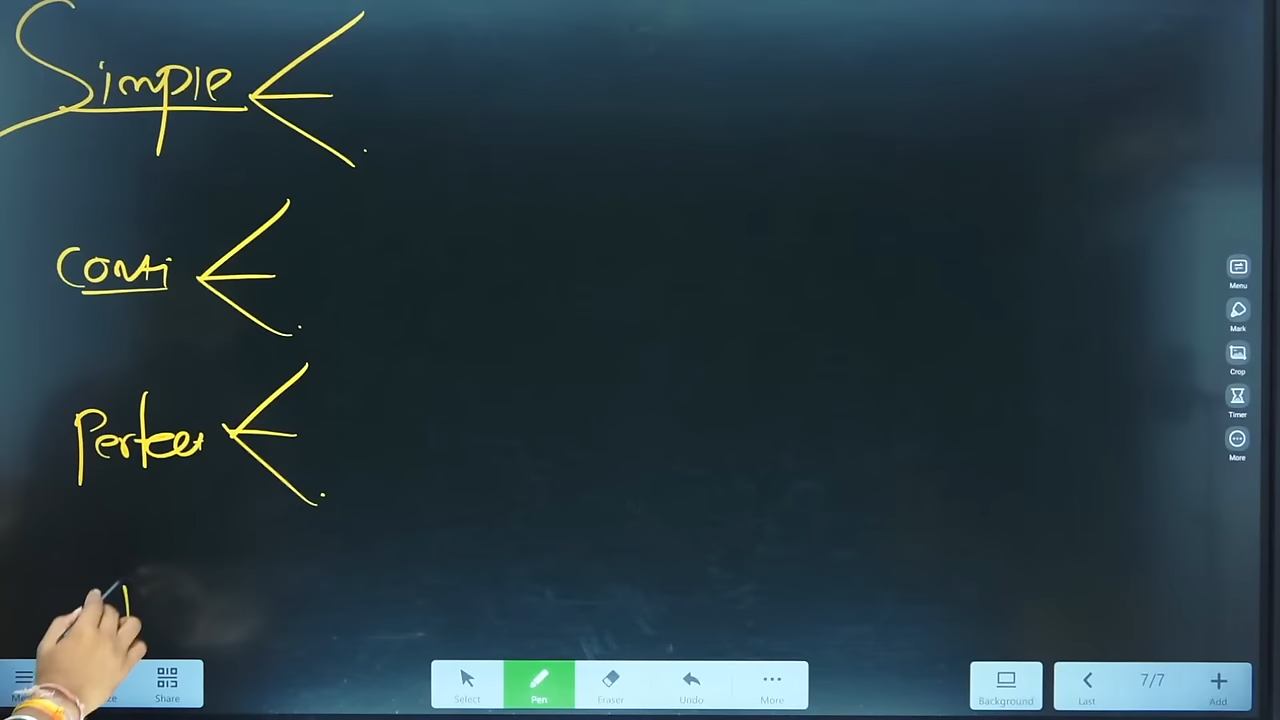 Simple
Conti
Perfect
Menu
Mark
Crop
Timer
More
Share
Select
Pen
Eraser
Undo
More
Background
Last
7/7
Add